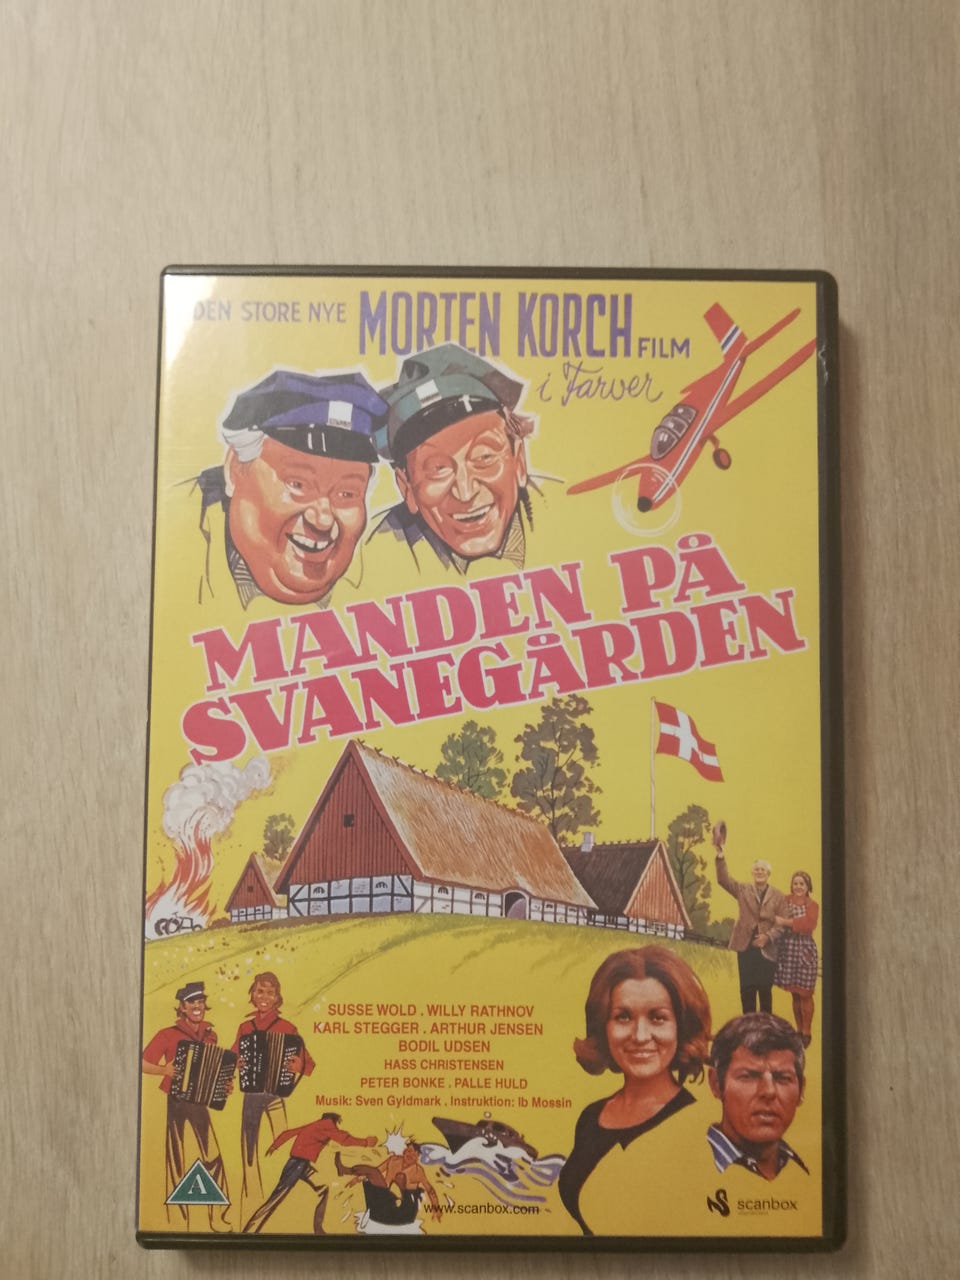 DEN STORE NYE MORTEN KORCH FILM
i Farver
MANDEN PÅ
SVANEGÅRDEN
SUSSE WOLD . WILLY RATHNOV
KARL STEGGER . ARTHUR JENSEN
BODIL UDSEN
HASS CHRISTENSEN
PETER BONKE . PALLE HULD
Musik: Sven Gyldmark . Instruktion: Ib Mossin
A
www.scanbox.com
scanbox